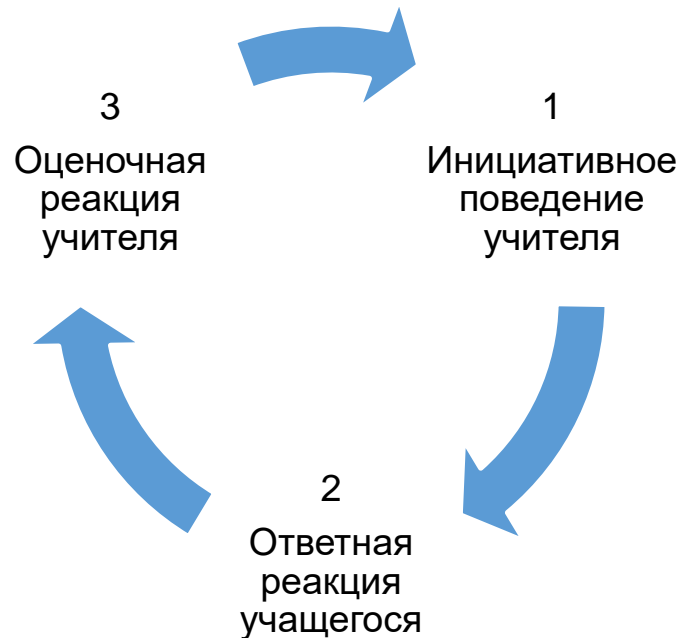 1
Инициативное
поведение
учителя
2
Ответная
реакция
учащегося
3
Оценочная
реакция
учителя